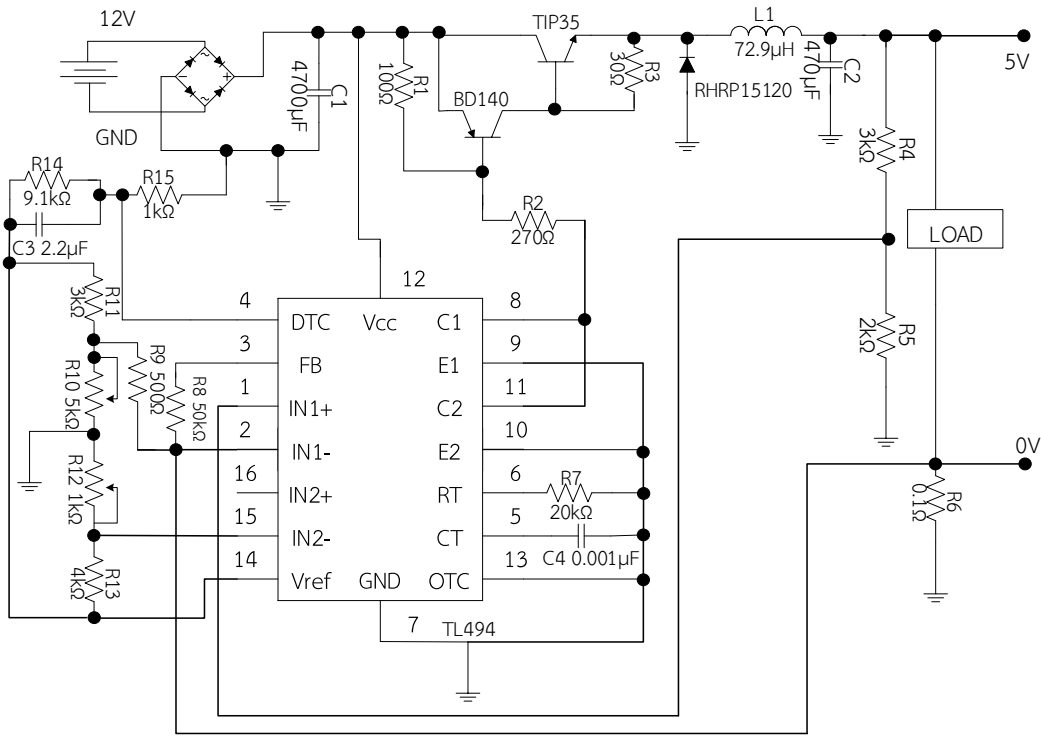 12V
GND
4700µF
C1
100Ω
R1
TIP35
BD140
30Ω
R3
L1
72.9µH
RHRP15120
470µF
C2
5V
3kΩ
R4
R14
9.1kΩ
C3 2.2µF
R15
1kΩ
R2
270Ω
LOAD
2kΩ
R5
3kΩ
R11
R10 5kΩ
R9 500Ω
R8 50kΩ
R12 1kΩ
4kΩ
R13
12
4
DTC
Vcc
C1
8
3
FB
E1
9
1
IN1+
C2
11
2
IN1-
E2
10
16
IN2+
RT
6
R7
20kΩ
15
IN2-
CT
5
C4 0.001µF
14
Vref
GND
OTC
13
7
TL494
0V
0.1Ω
R6